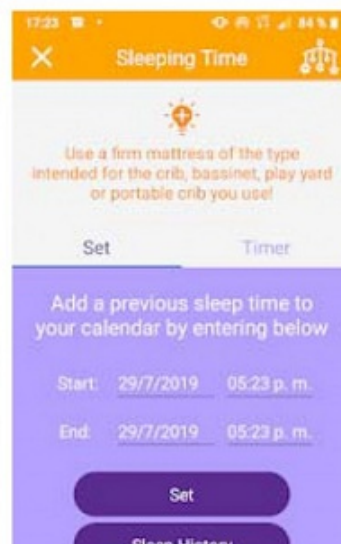 17:23
84%
Sleeping Time
Use a firm mattress of the type
intended for the crib, bassinet, play yard
or portable crib you use!
Set Timer
Add a previous sleep time to
your calendar by entering below
Start: 29/7/2019 05:23 p. m.
End: 29/7/2019 05:23 p. m.
Set
Sleep History